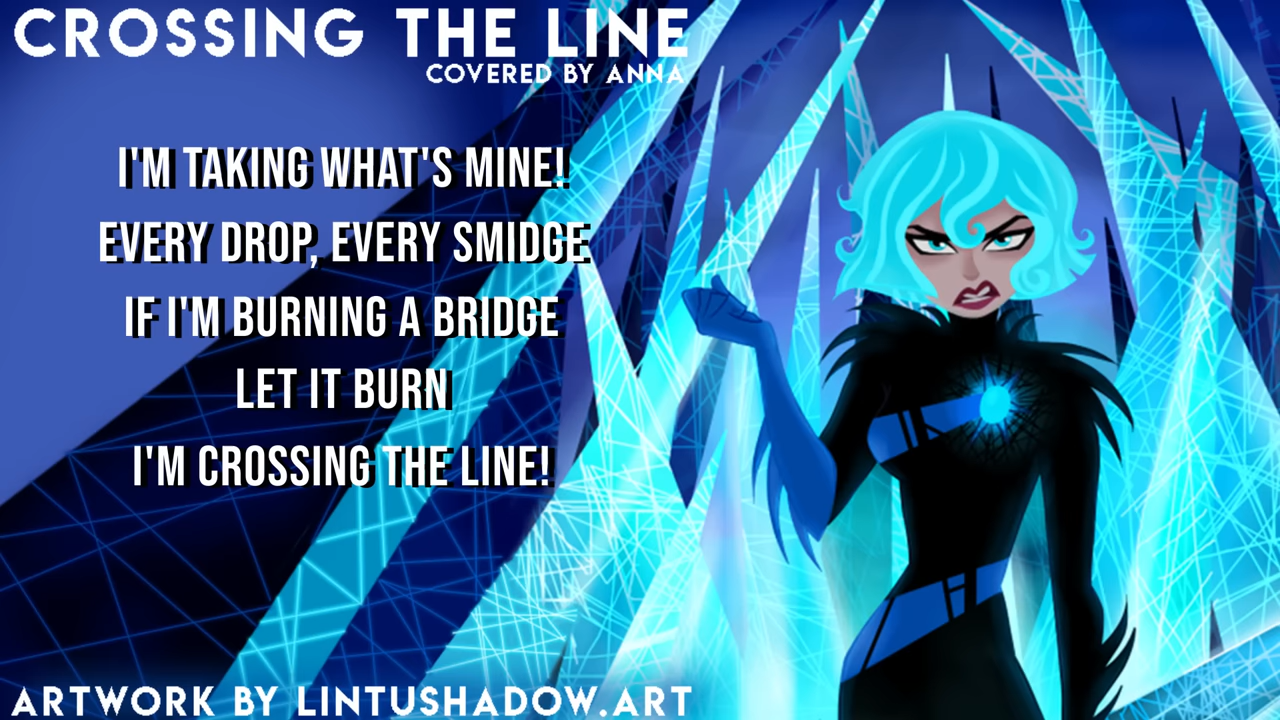 CROSSING THE LINE
COVERED BY ANNA
I'M TAKING WHAT'S MINE!
EVERY DROP, EVERY SMIDGE
IF I'M BURNING A BRIDGE
LET IT BURN
I'M CROSSING THE LINE!
ARTWORK BY LINTUSHADOW.ART